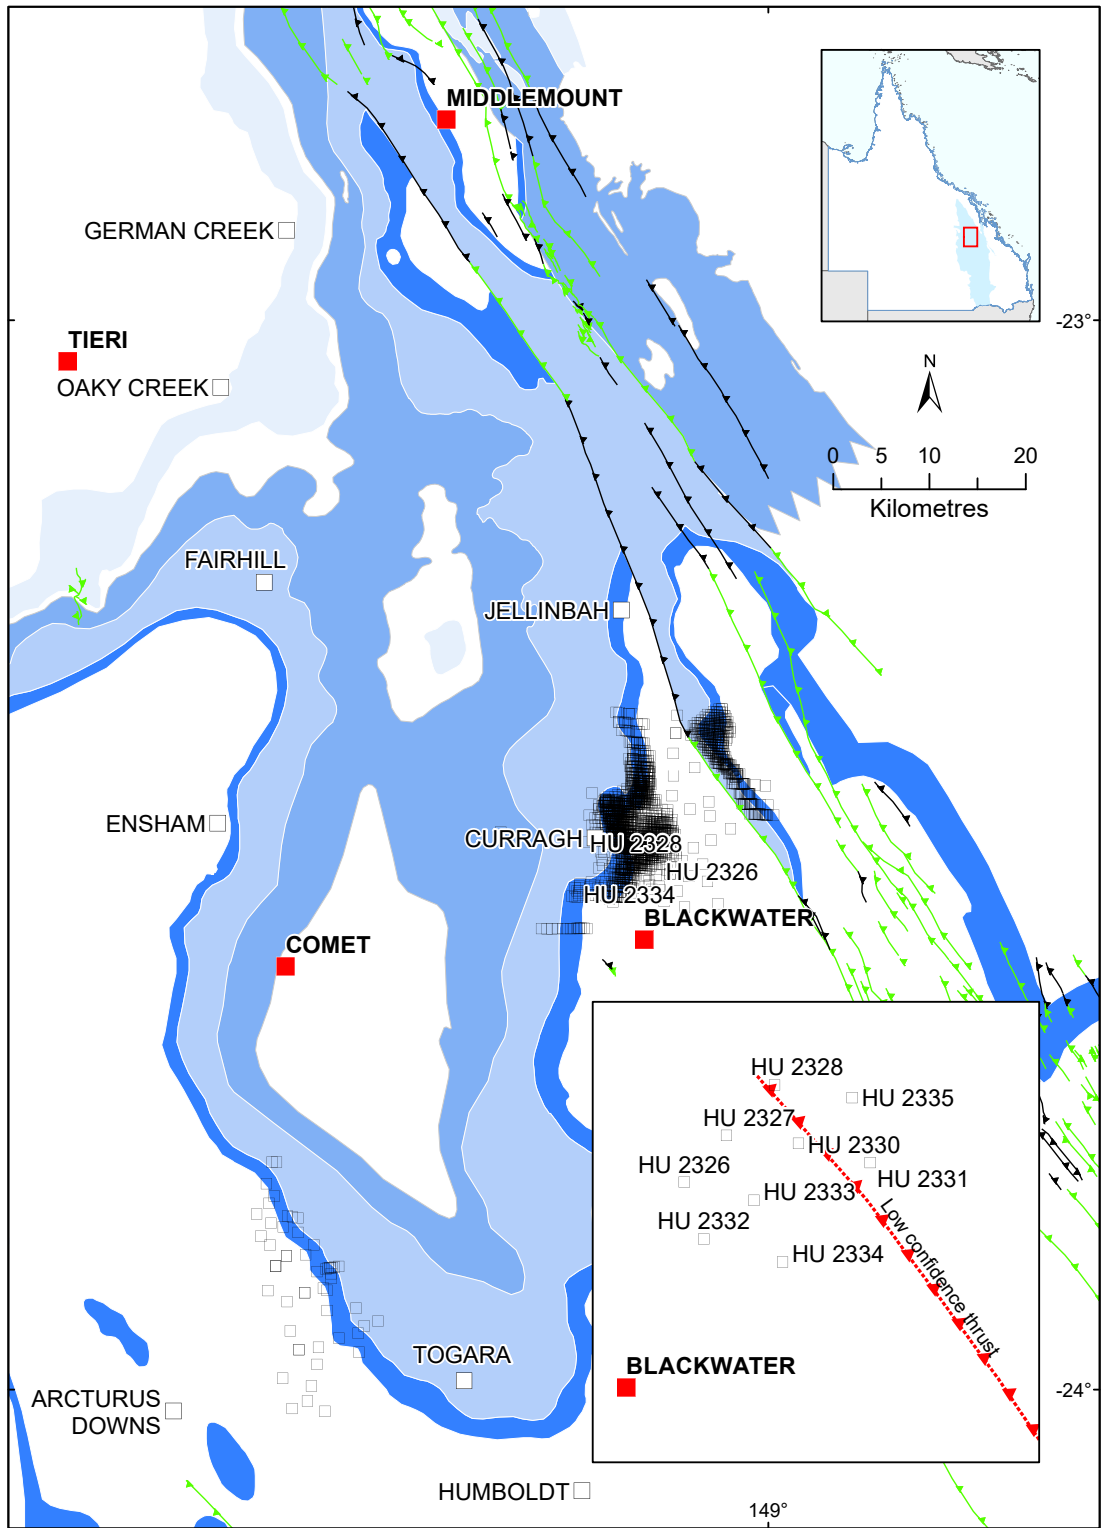 MIDDLEMOUNT
GERMAN CREEK
-23°
TIERI
OAKY CREEK
N
0 5 10 20
Kilometres
FAIRHILL
JELLINBAH
ENSHAM
CURRAGH
HU 2328
HU 2326
HU 2334
BLACKWATER
COMET
HU 2328
HU 2335
HU 2327
HU 2330
HU 2326
HU 2331
HU 2333
HU 2332
HU 2334
Low confidence thrust
BLACKWATER
TOGARA
-24°
ARCTURUS
DOWNS
HUMBOLDT
149°